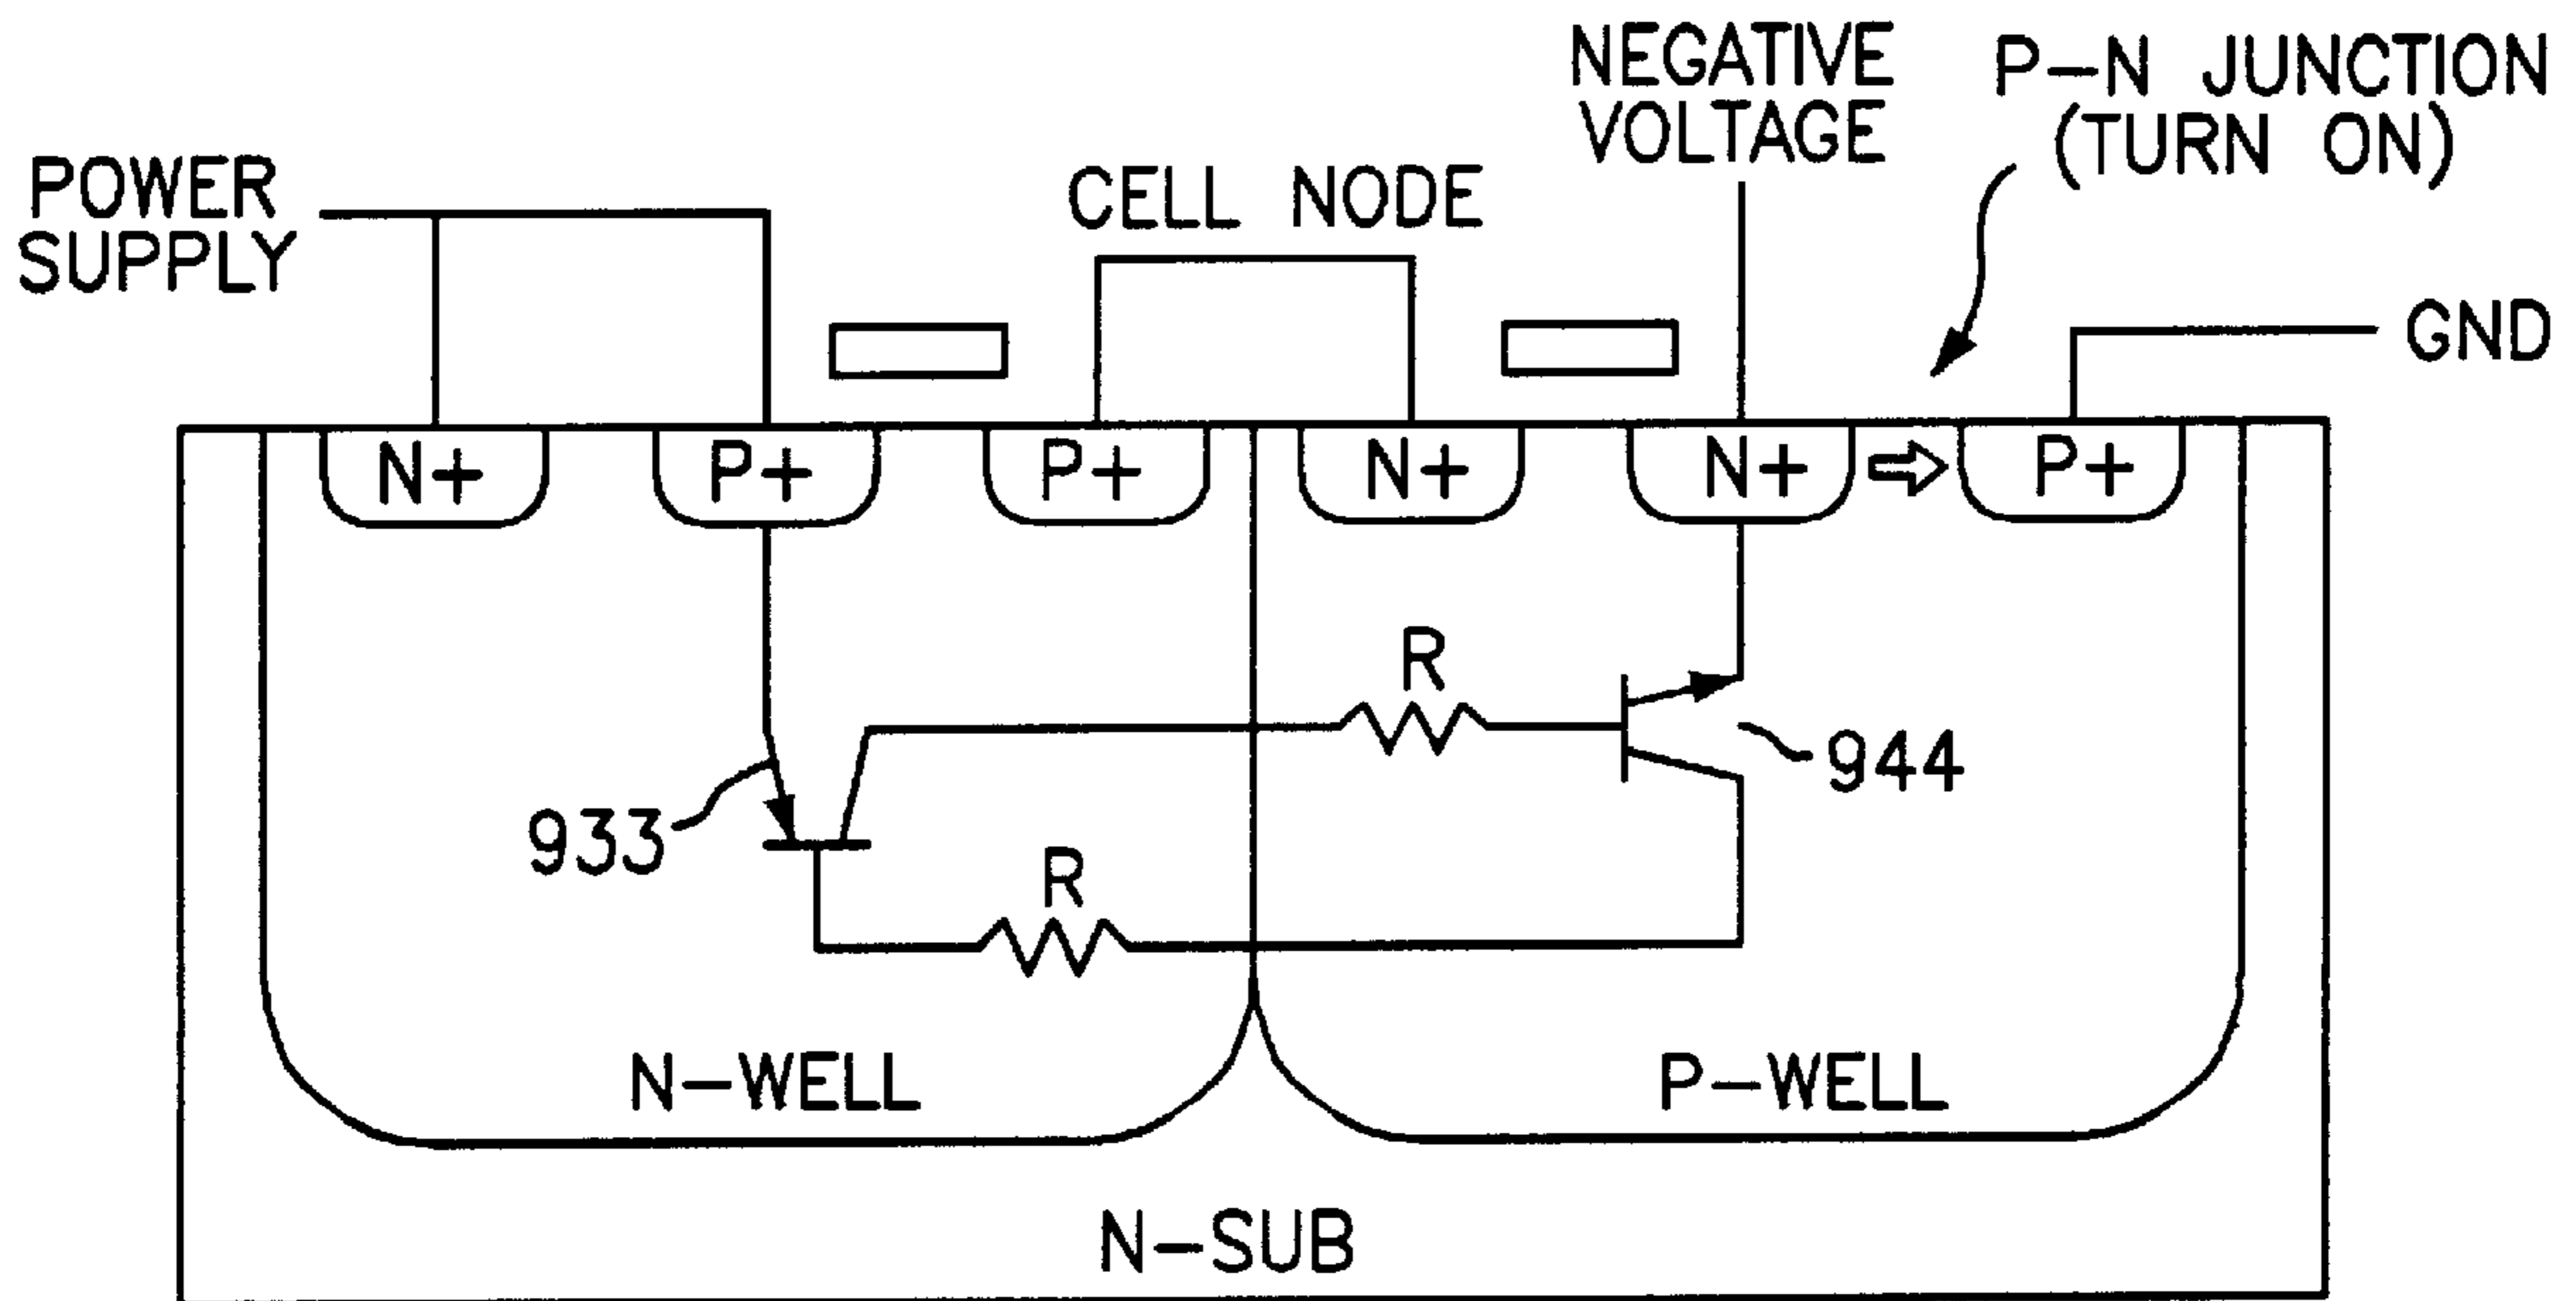 NEGATIVE
VOLTAGE
P-N JUNCTION
(TURN ON)
POWER
SUPPLY
CELL NODE
GND
N+
P+
P+
N+
N+
P+
R
944
933
R
N-WELL
P-WELL
N-SUB